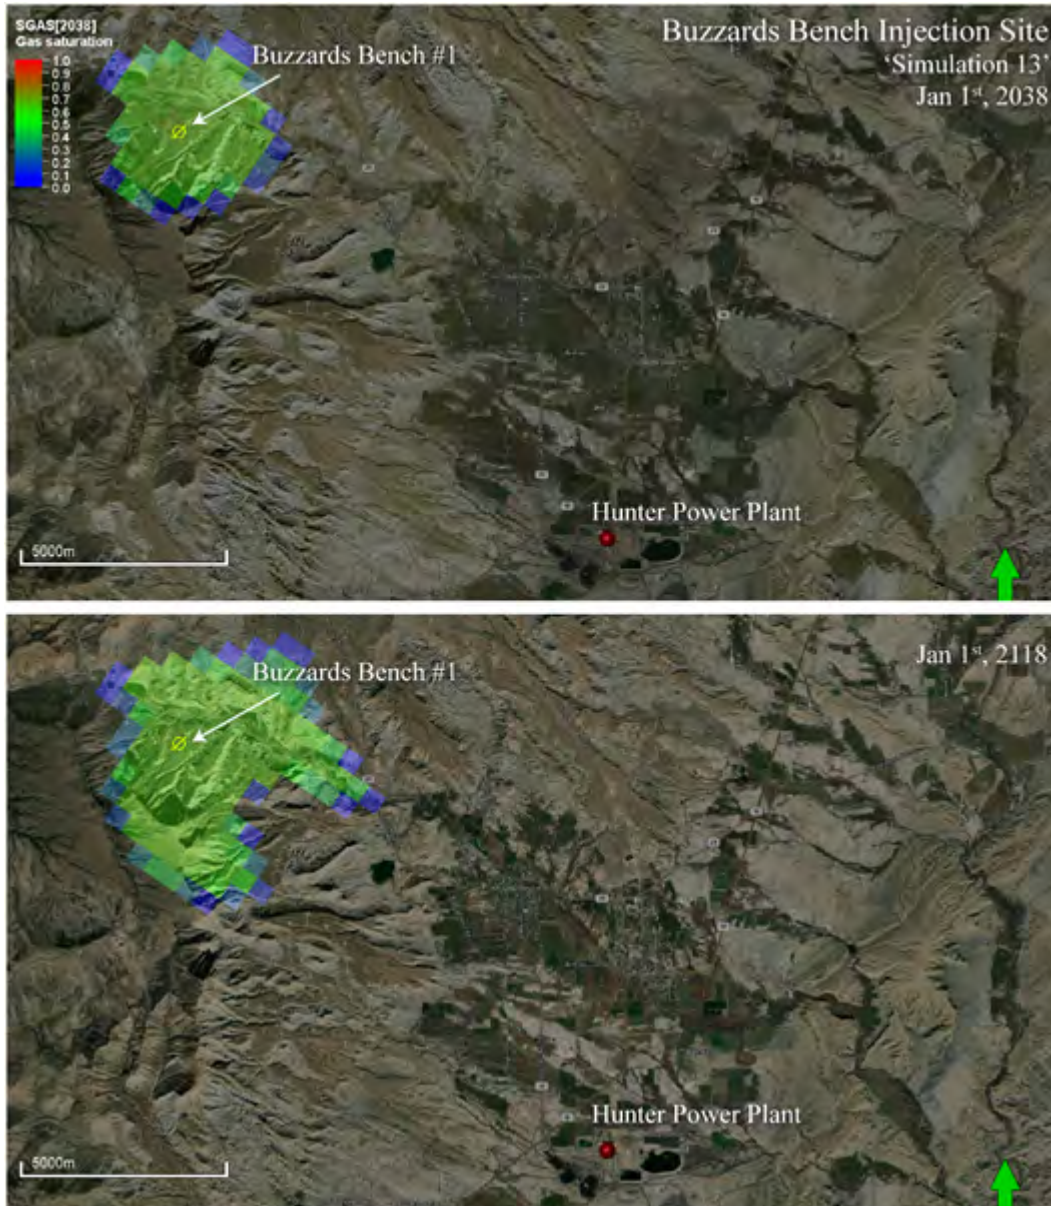 SGAS[2038]
Gas saturation
1.0
0.9
0.8
0.7
0.6
0.5
0.4
0.3
0.2
0.1
0.0
Buzzards Bench #1
Buzzards Bench Injection Site
‘Simulation 13’
Jan 1st, 2038
Hunter Power Plant
5000m
Jan 1st, 2118
Buzzards Bench #1
Hunter Power Plant
5000m